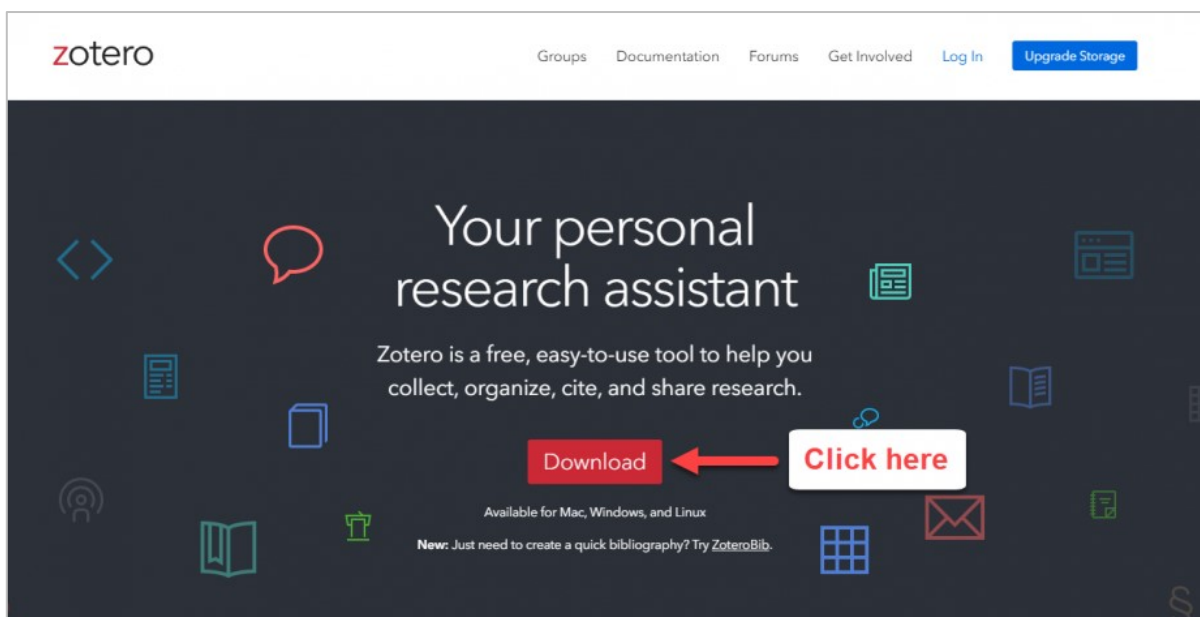 zotero
Groups Documentation Forums Get Involved Log In Upgrade Storage
Your personal
research assistant
Zotero is a free, easy-to-use tool to help you
collect, organize, cite, and share research.
Download
Click here
Available for Mac, Windows, and Linux
New: Just need to create a quick bibliography? Try ZoteroBib.